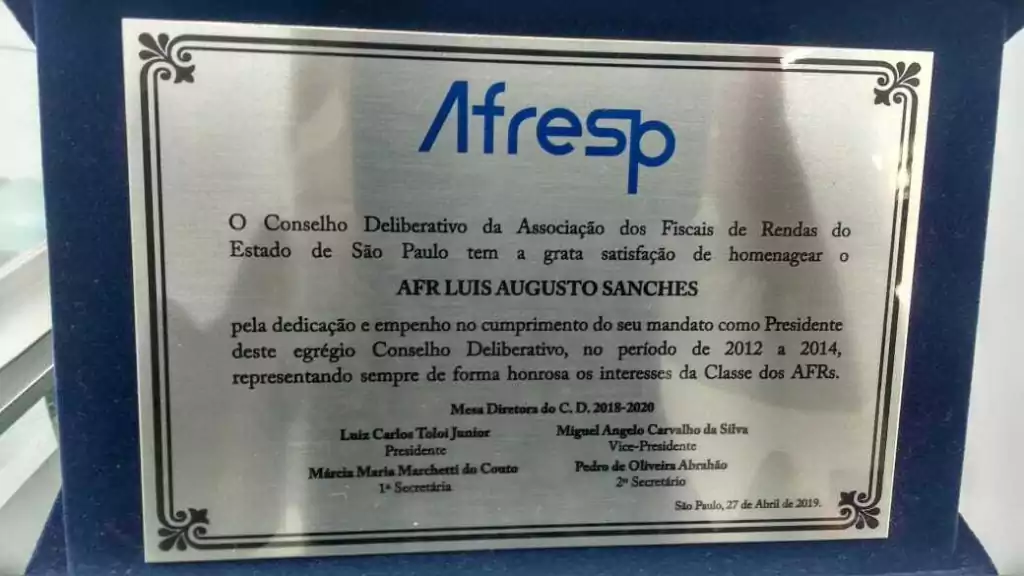 Afresp
O Conselho Deliberativo da Associação dos Fiscais de Rendas do
Estado de São Paulo tem a grata satisfação de homenagear o
AFR LUIS AUGUSTO SANCHES
pela dedicação e empenho no cumprimento do seu mandato como Presidente
deste egrégio Conselho Deliberativo, no período de 2012 a 2014,
representando sempre de forma honrosa os interesses da Classe dos AFRs.
Mesa Diretora do C. D. 2018-2020
Luiz Carlos Toloi Junior Miguel Angelo Carvalho da Silva
Presidente Vice-Presidente
Márcia Maria Marchetti do Couto Pedro de Oliveira Abrahão
1ª Secretária 2º Secretário
São Paulo, 27 de Abril de 2019.